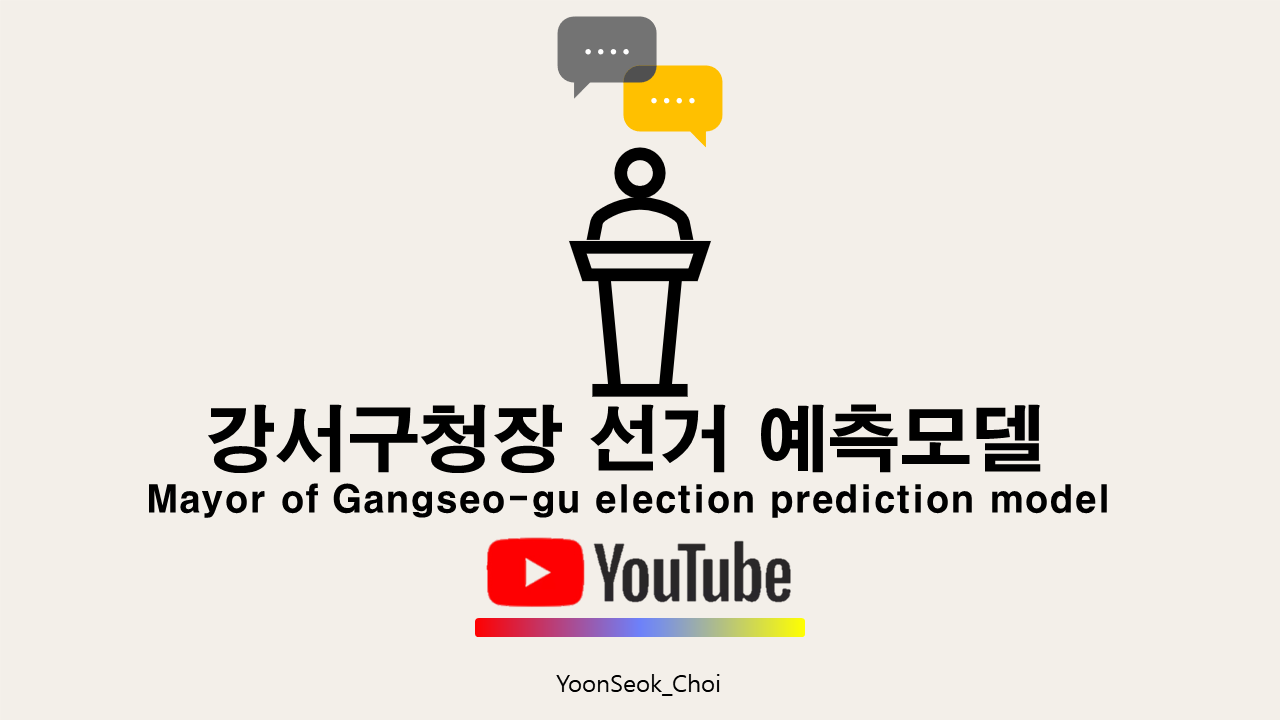 강서구청장 선거 예측모델
Mayor of Gangseo-gu election prediction model
YouTube
YoonSeok_Choi